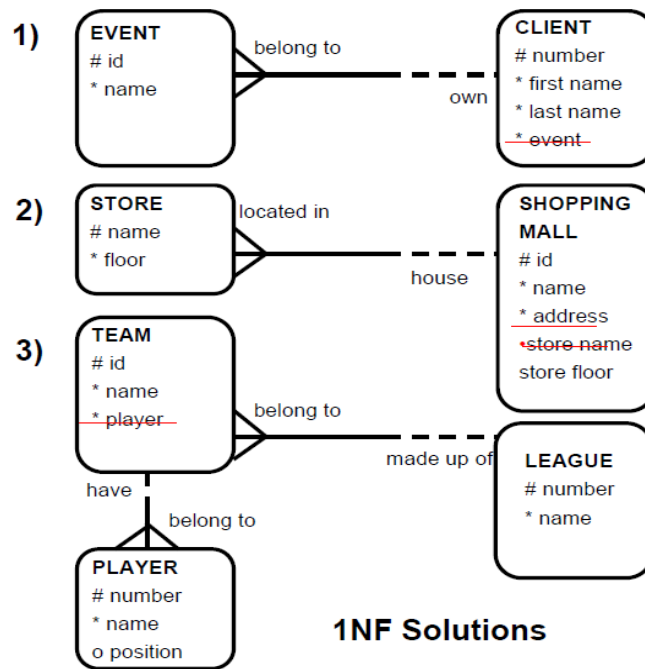 1)
EVENT
# id
* name
belong to
own
CLIENT
# number
* first name
* last name
* event
2)
STORE
# name
* floor
located in
house
SHOPPING
MALL
# id
* name
* address
•store name
store floor
3)
TEAM
# id
* name
* player
belong to
made up of
LEAGUE
# number
* name
have
belong to
PLAYER
# number
* name
o position
1NF Solutions